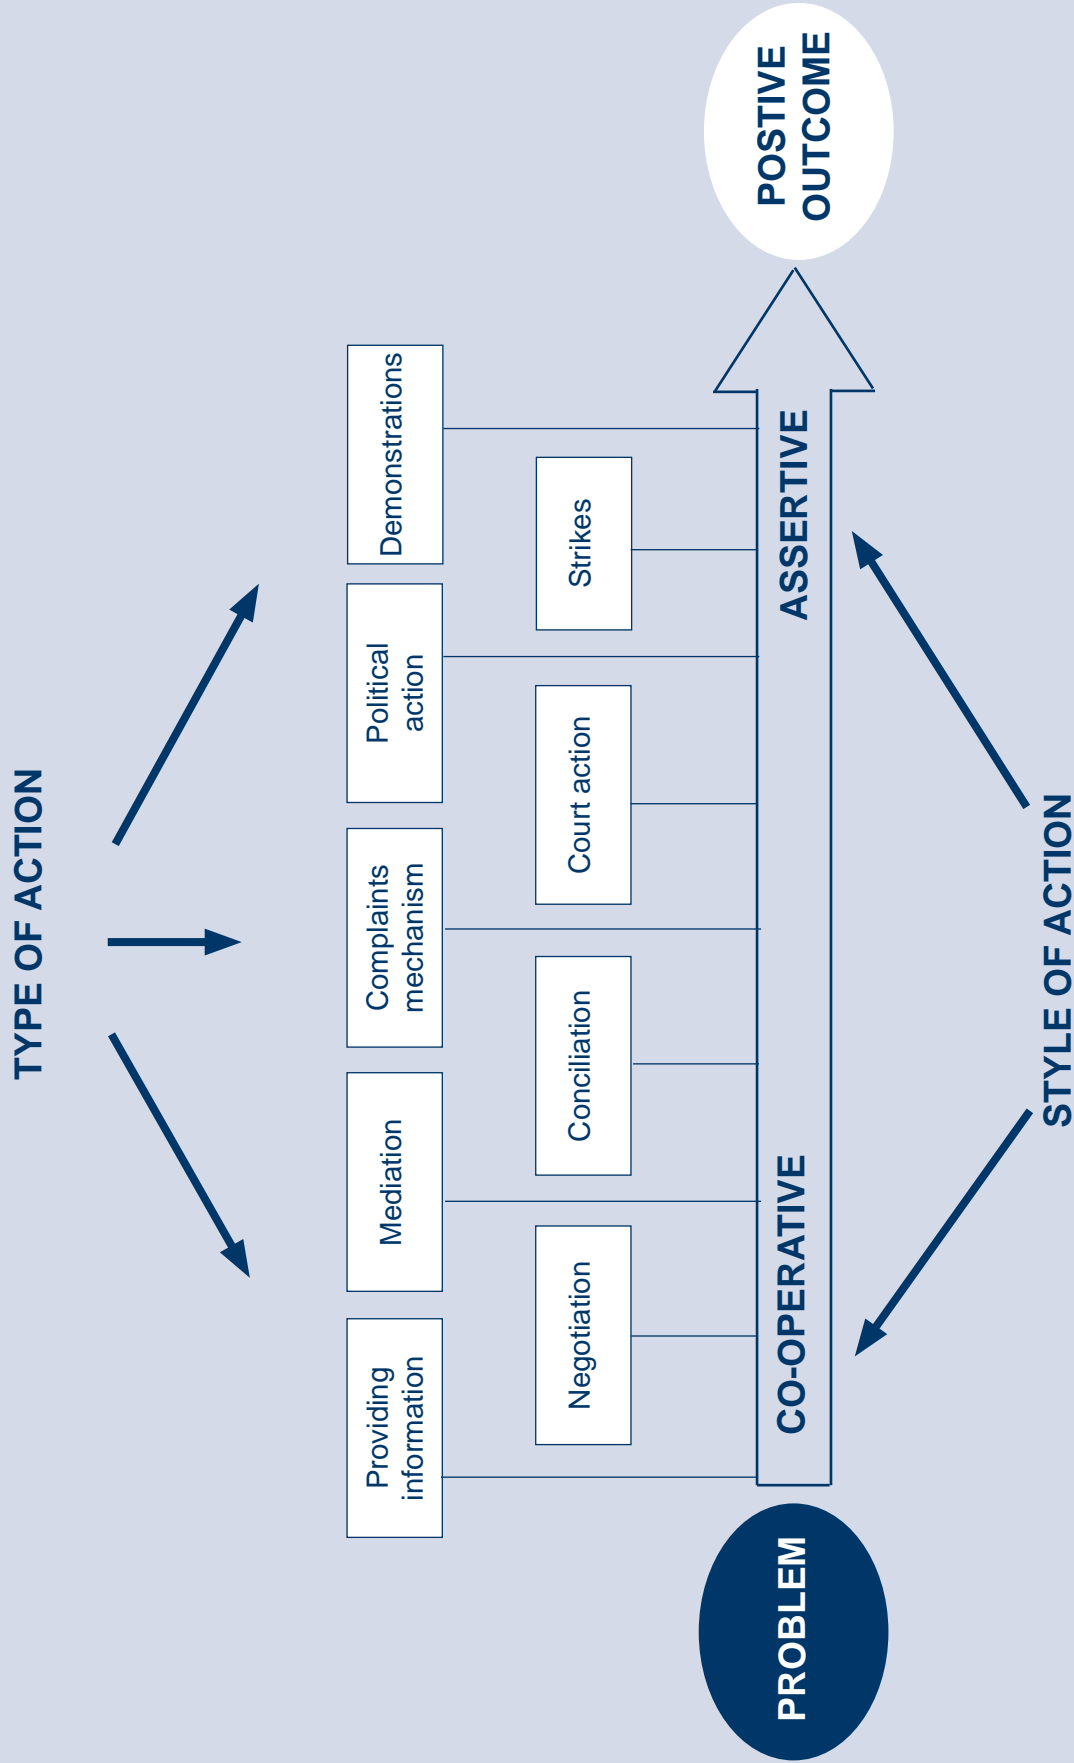 TYPE OF ACTION
Providing
information
Mediation
Complaints
mechanism
Political
action
Demonstrations
Negotiation
Conciliation
Court action
Strikes
PROBLEM
CO-OPERATIVE
ASSERTIVE
POSTIVE
OUTCOME
STYLE OF ACTION